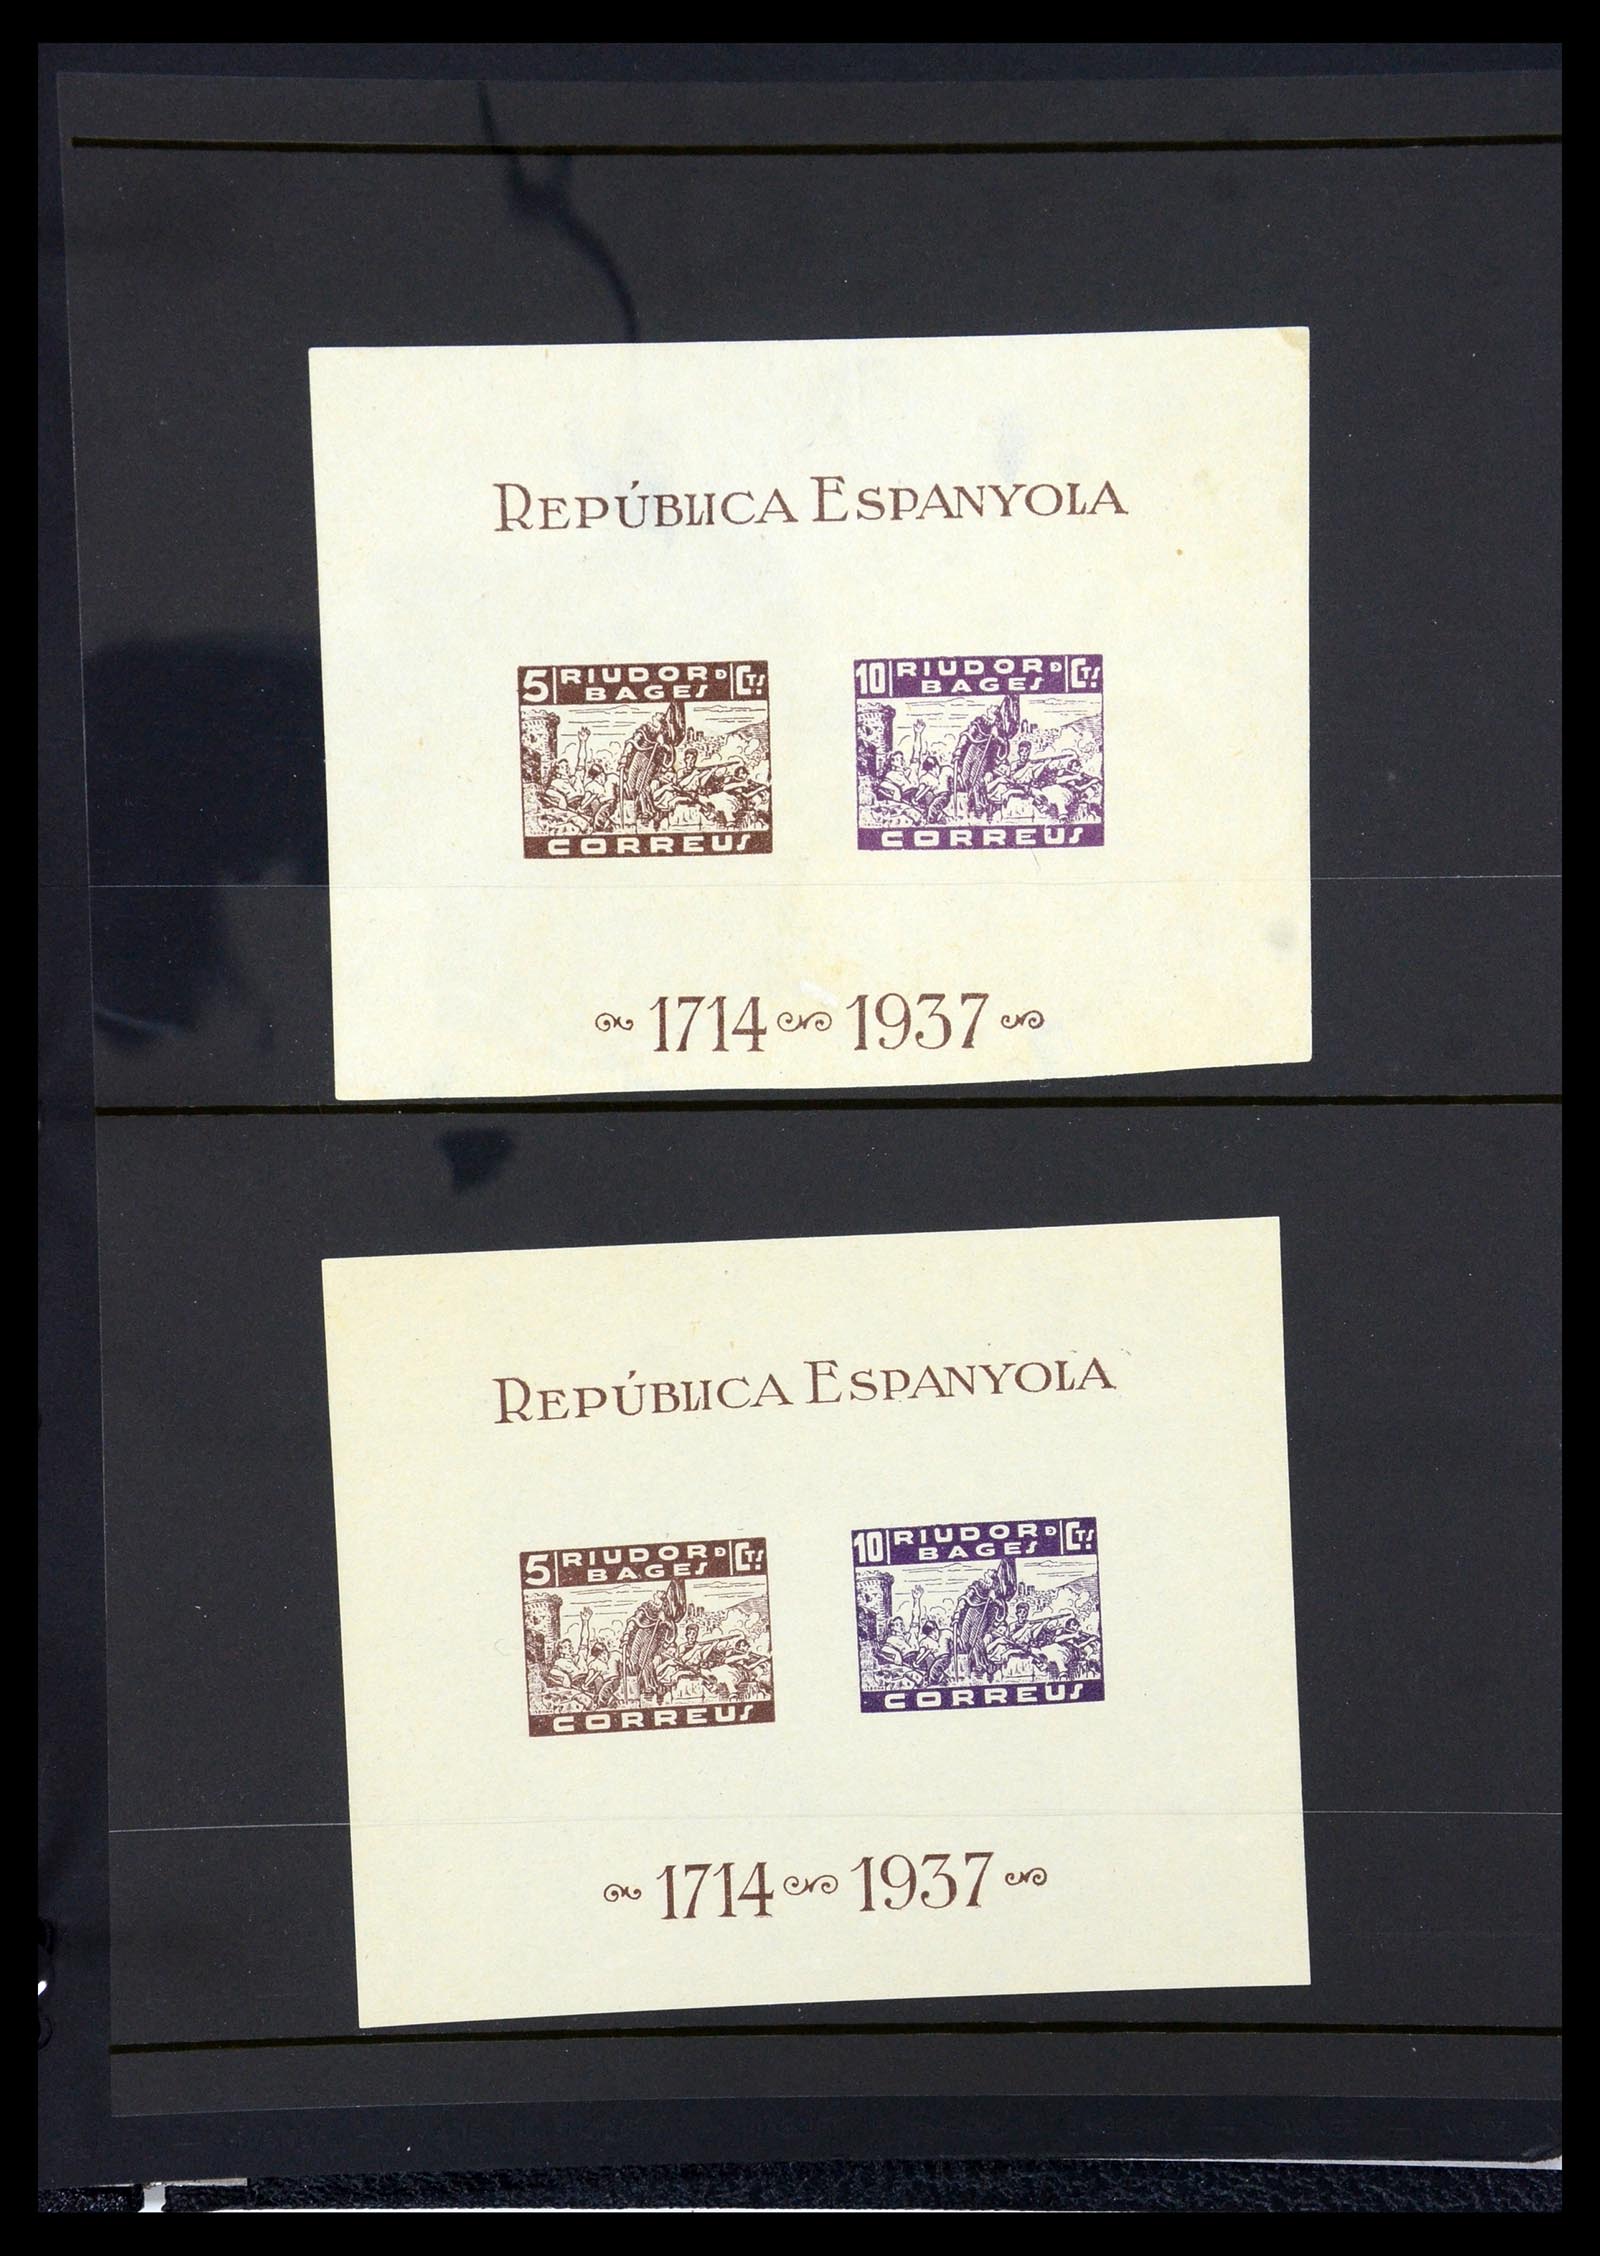 REPÚBLICA ESPANYOLA
5 RIUDOR D BAGES CTS.
CORREUS
10 RIUDOR D BAGES CTS.
CORREUS
1714 1937
REPÚBLICA ESPANYOLA
5 RIUDOR D BAGES CTS.
CORREUS
10 RIUDOR D BAGES CTS.
CORREUS
1714 1937